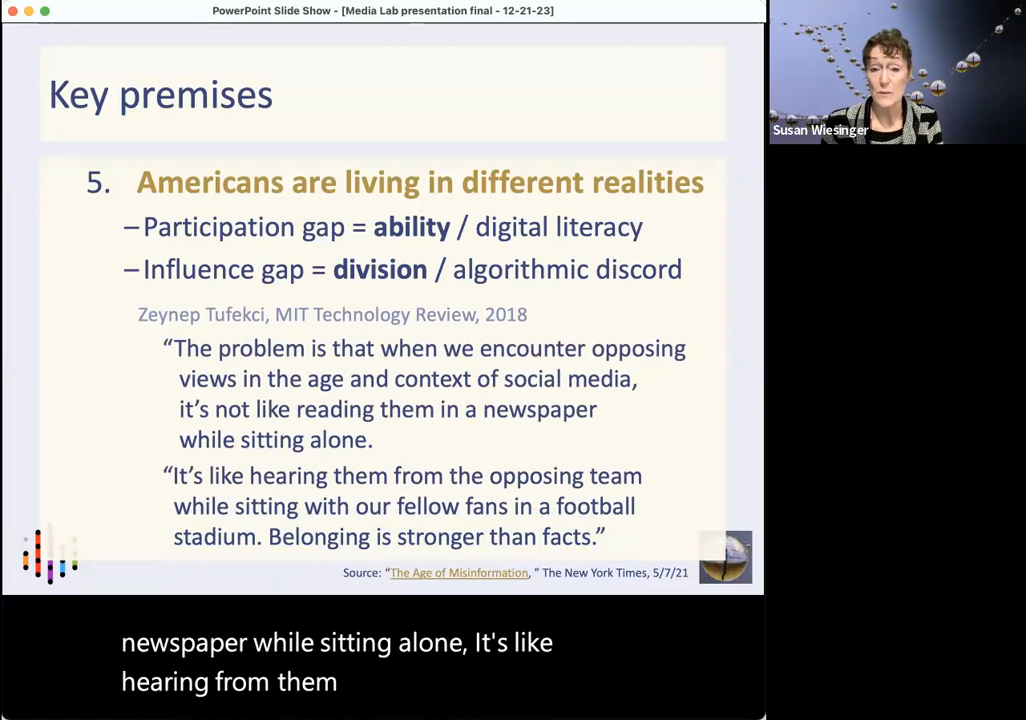 PowerPoint Slide Show - [Media Lab presentation final - 12-21-23]
Key premises
5. Americans are living in different realities
– Participation gap = ability / digital literacy
– Influence gap = division / algorithmic discord
Zeynep Tufekci, MIT Technology Review, 2018
“The problem is that when we encounter opposing
views in the age and context of social media,
it’s not like reading them in a newspaper
while sitting alone.
“It’s like hearing them from the opposing team
while sitting with our fellow fans in a football
stadium. Belonging is stronger than facts.”
Source: “The Age of Misinformation, ” The New York Times, 5/7/21
Susan Wiesinger
newspaper while sitting alone, It's like
hearing from them